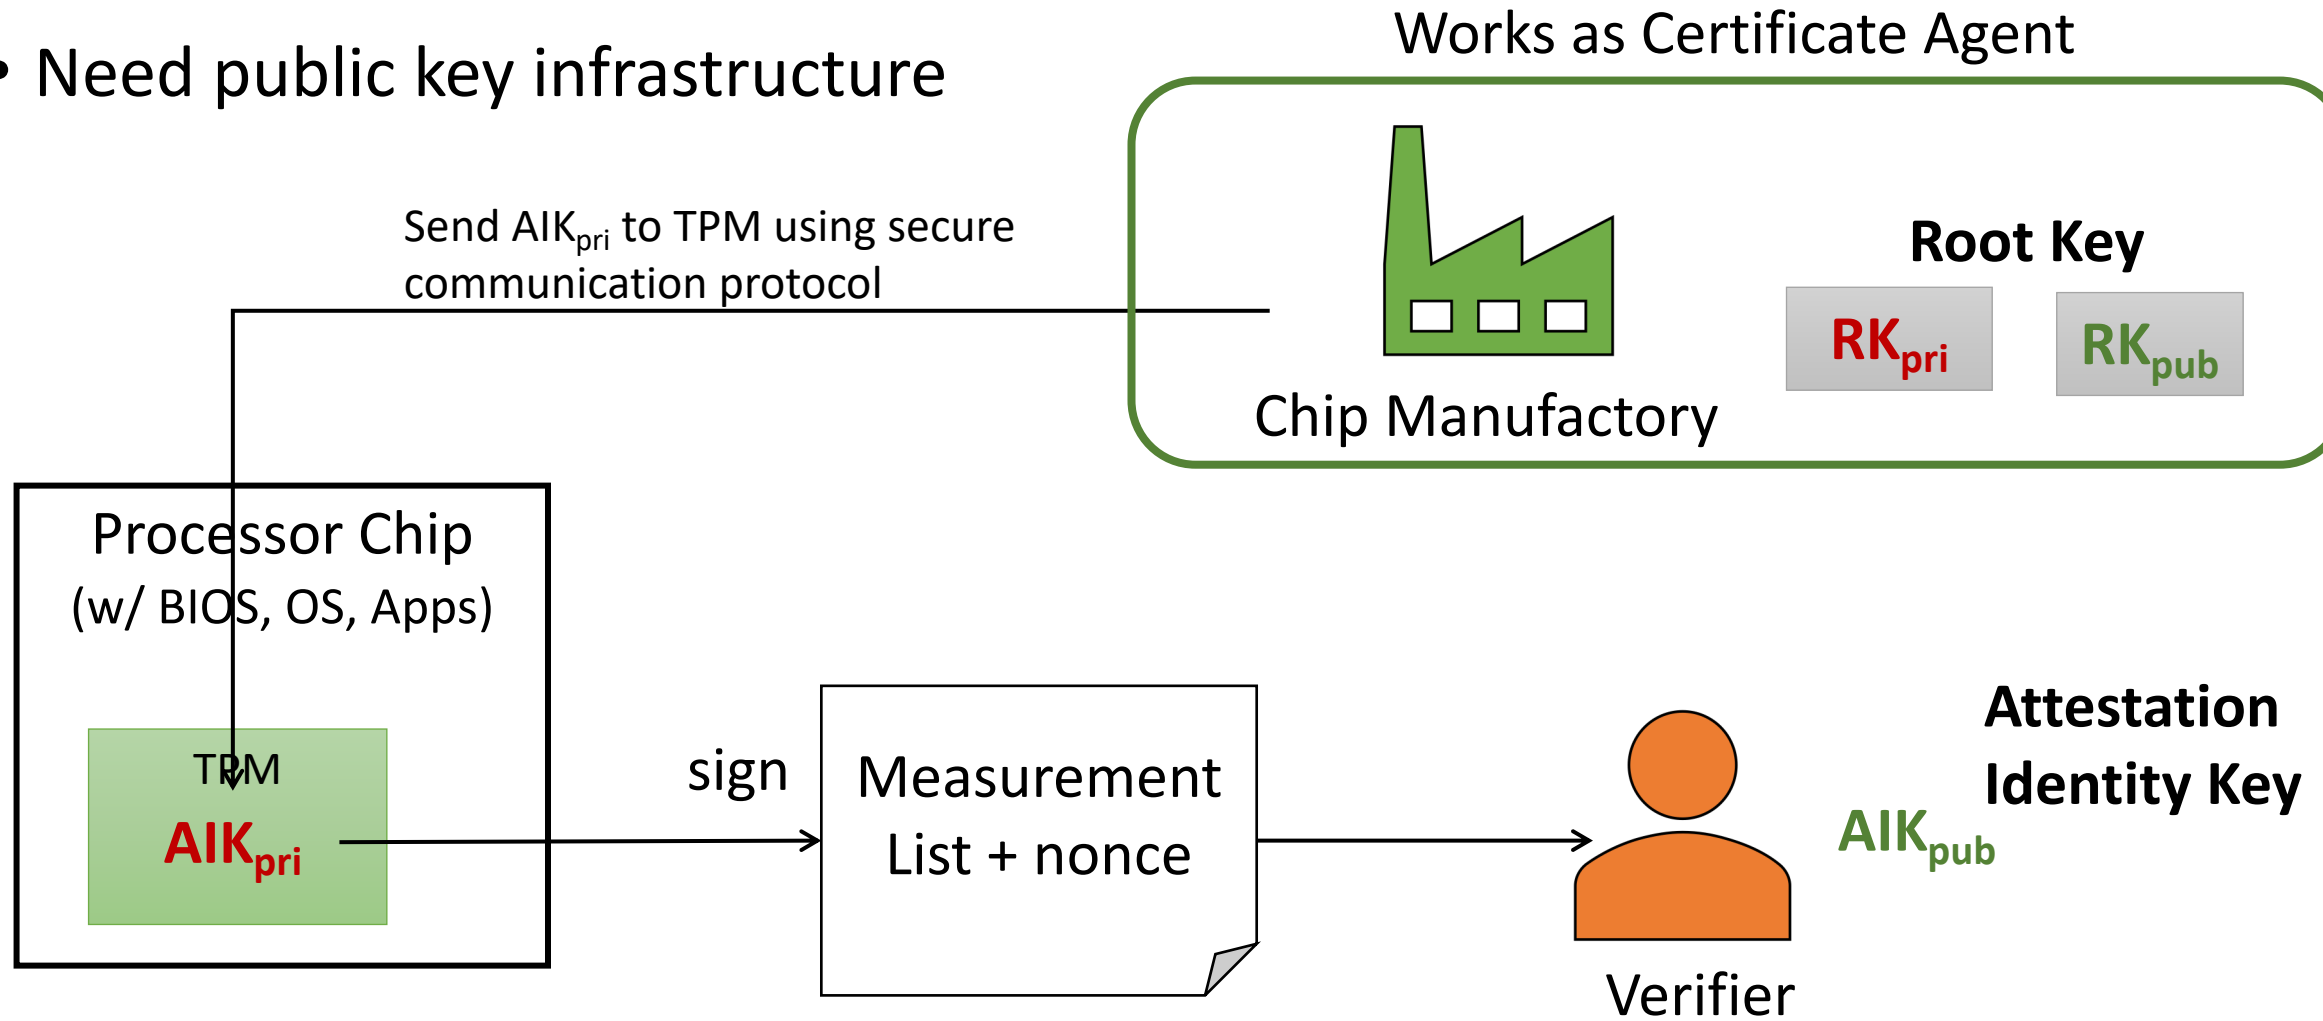 Works as Certificate Agent
• Need public key infrastructure
Send AIKpri to TPM using secure
communication protocol
Root Key
RKpri
RKpub
Chip Manufactory
Processor Chip
(w/ BIOS, OS, Apps)
TPM
AIKpri
sign
Measurement
List + nonce
Attestation
Identity Key
AIKpub
Verifier